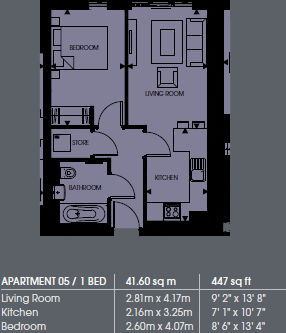 BEDROOM
LIVING ROOM
STORE
KITCHEN
BATHROOM
APARTMENT 05 / 1 BED 41.60 sq m 447 sq ft
Living Room 2.81m x 4.17m 9' 2" x 13' 8"
Kitchen 2.16m x 3.25m 7' 1" x 10' 7"
Bedroom 2.60m x 4.07m 8' 6" x 13' 4"